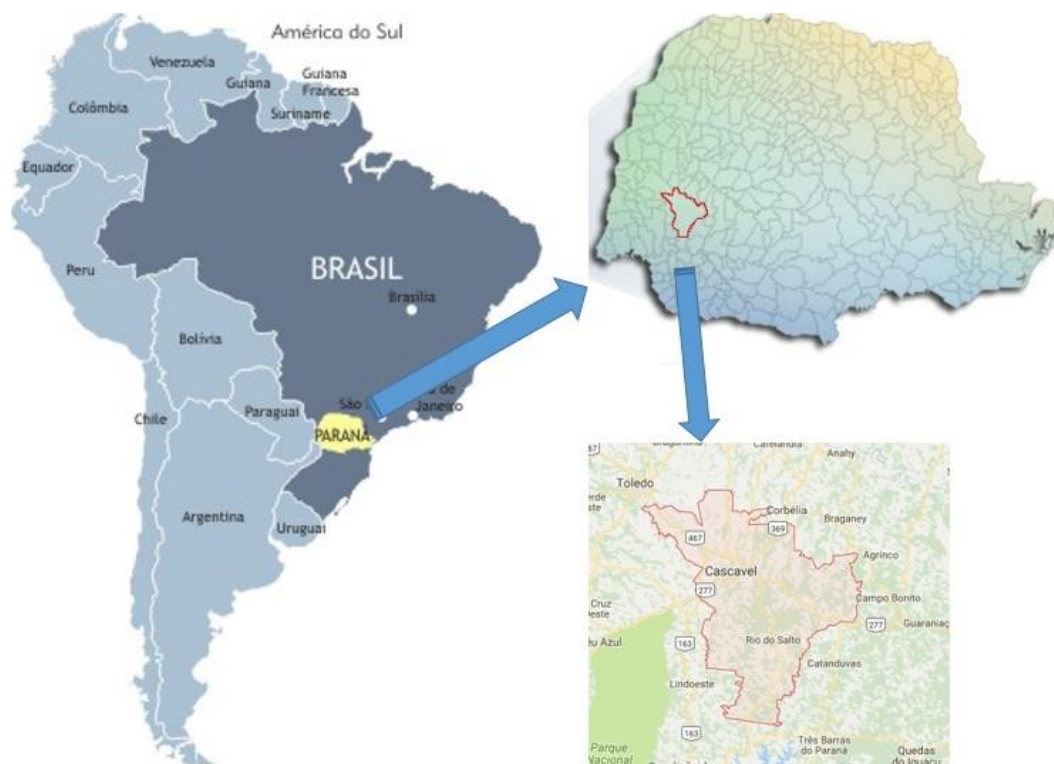 América do Sul
Venezuela
Guiana
Guiana
Francesa
Suriname
Colômbia
Equador
Peru
BRASIL
Brasília
Bolívia
Paraguai
São
de
Janeiro
Chile
PARANÁ
Argentina
Uruguai
Cafelandia
Anahy
67
Toledo
Corbélia
369
Braganey
467
Agrinco
Cascavel
277
Campo Bonito
277
Cruz
Rio do Salto
163
Catanduvas
Lindoeste
163
Parque
Nacional
Três Barras
do Paraná
Quedas
do Iguaçu